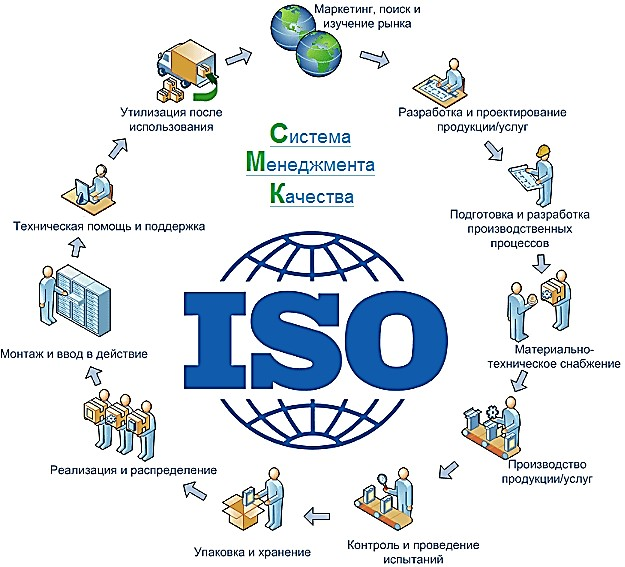 Маркетинг, поиск и
изучение рынка
Разработка и проектирование
продукции/услуг
Подготовка и разработка
производственных
процессов
Материально-
техническое снабжение
Производство
продукции/услуг
Контроль и проведение
испытаний
Упаковка и хранение
Реализация и распределение
Монтаж и ввод в действие
Техническая помощь и поддержка
Утилизация после
использования
Система
Менеджмента
Качества
ISO